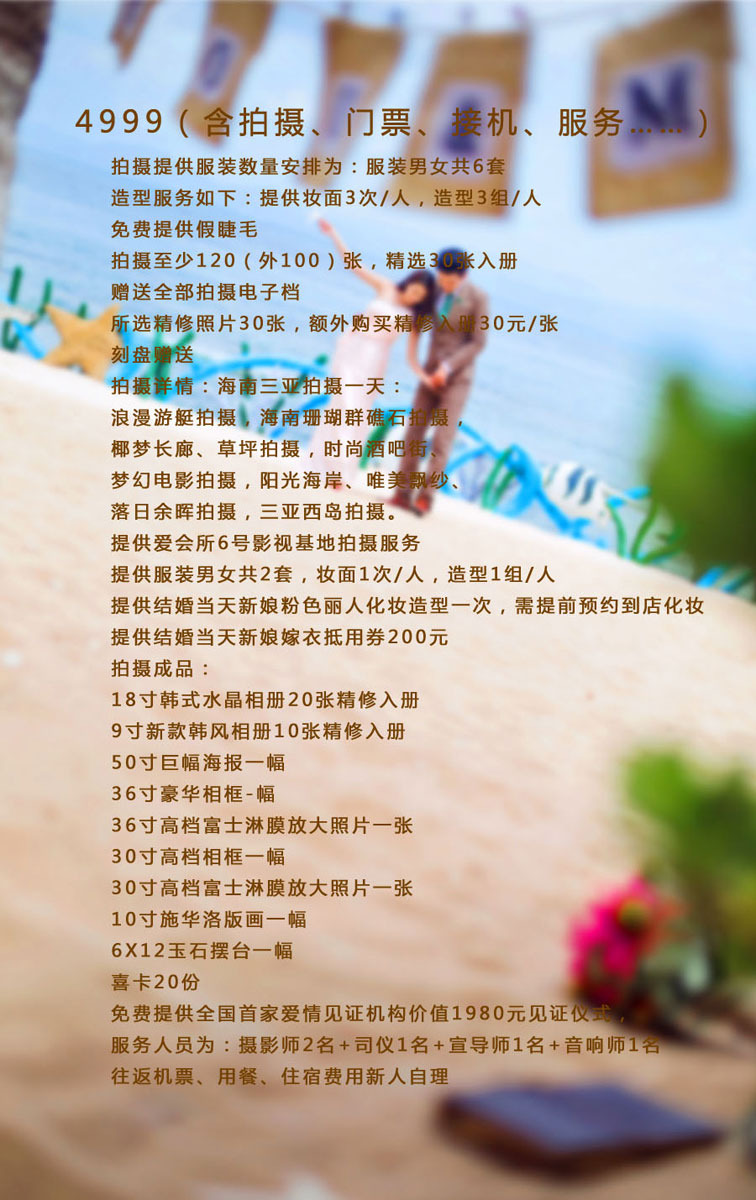 4999（含拍摄、门票、接机、服务……）
拍摄提供服装数量安排为：服装男女共6套
造型服务如下：提供妆面3次/人，造型3组/人
免费提供假睫毛
拍摄至少120（外100）张，精选30张入册
赠送全部拍摄电子档
所选精修照片30张，额外购买精修入册30元/张
刻盘赠送
拍摄详情：海南三亚拍摄一天：
浪漫游艇拍摄，海南珊瑚群礁石拍摄，
椰梦长廊、草坪拍摄，时尚酒吧街、
梦幻电影拍摄，阳光海岸、唯美飘纱、
落日余晖拍摄，三亚西岛拍摄。
提供爱会所6号影视基地拍摄服务
提供服装男女共2套，妆面1次/人，造型1组/人
提供结婚当天新娘粉色丽人化妆造型一次，需提前预约到店化妆
提供结婚当天新娘嫁衣抵用券200元
拍摄成品：
18寸韩式水晶相册20张精修入册
9寸新款韩风相册10张精修入册
50寸巨幅海报一幅
36寸豪华相框-幅
36寸高档富士淋膜放大照片一张
30寸高档相框一幅
30寸高档富士淋膜放大照片一张
10寸施华洛版画一幅
6X12玉石摆台一幅
喜卡20份
免费提供全国首家爱情见证机构价值1980元见证仪式，
服务人员为：摄影师2名+司仪1名+宣导师1名+音响师1名
往返机票、用餐、住宿费用新人自理